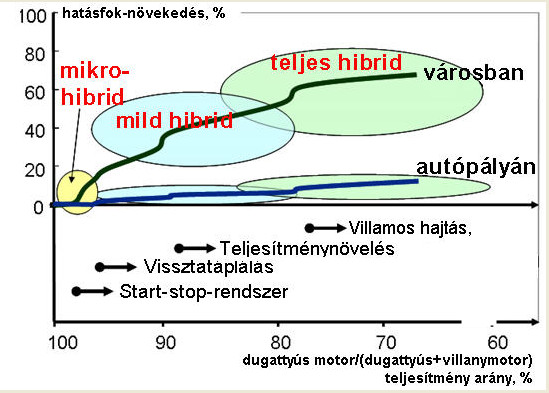 hatásfok-növekedés, %
100
80
60
40
20
0
mikro-
hibrid
mild hibrid
teljes hibrid
városban
autópályán
Villamos hajtás,
Teljesítménynövelés
Vissztatáplálás
Start-stop-rendszer
100 90 80 70 60
dugattyús motor/(dugattyús+villanymotor)
teljesítmény arány, %